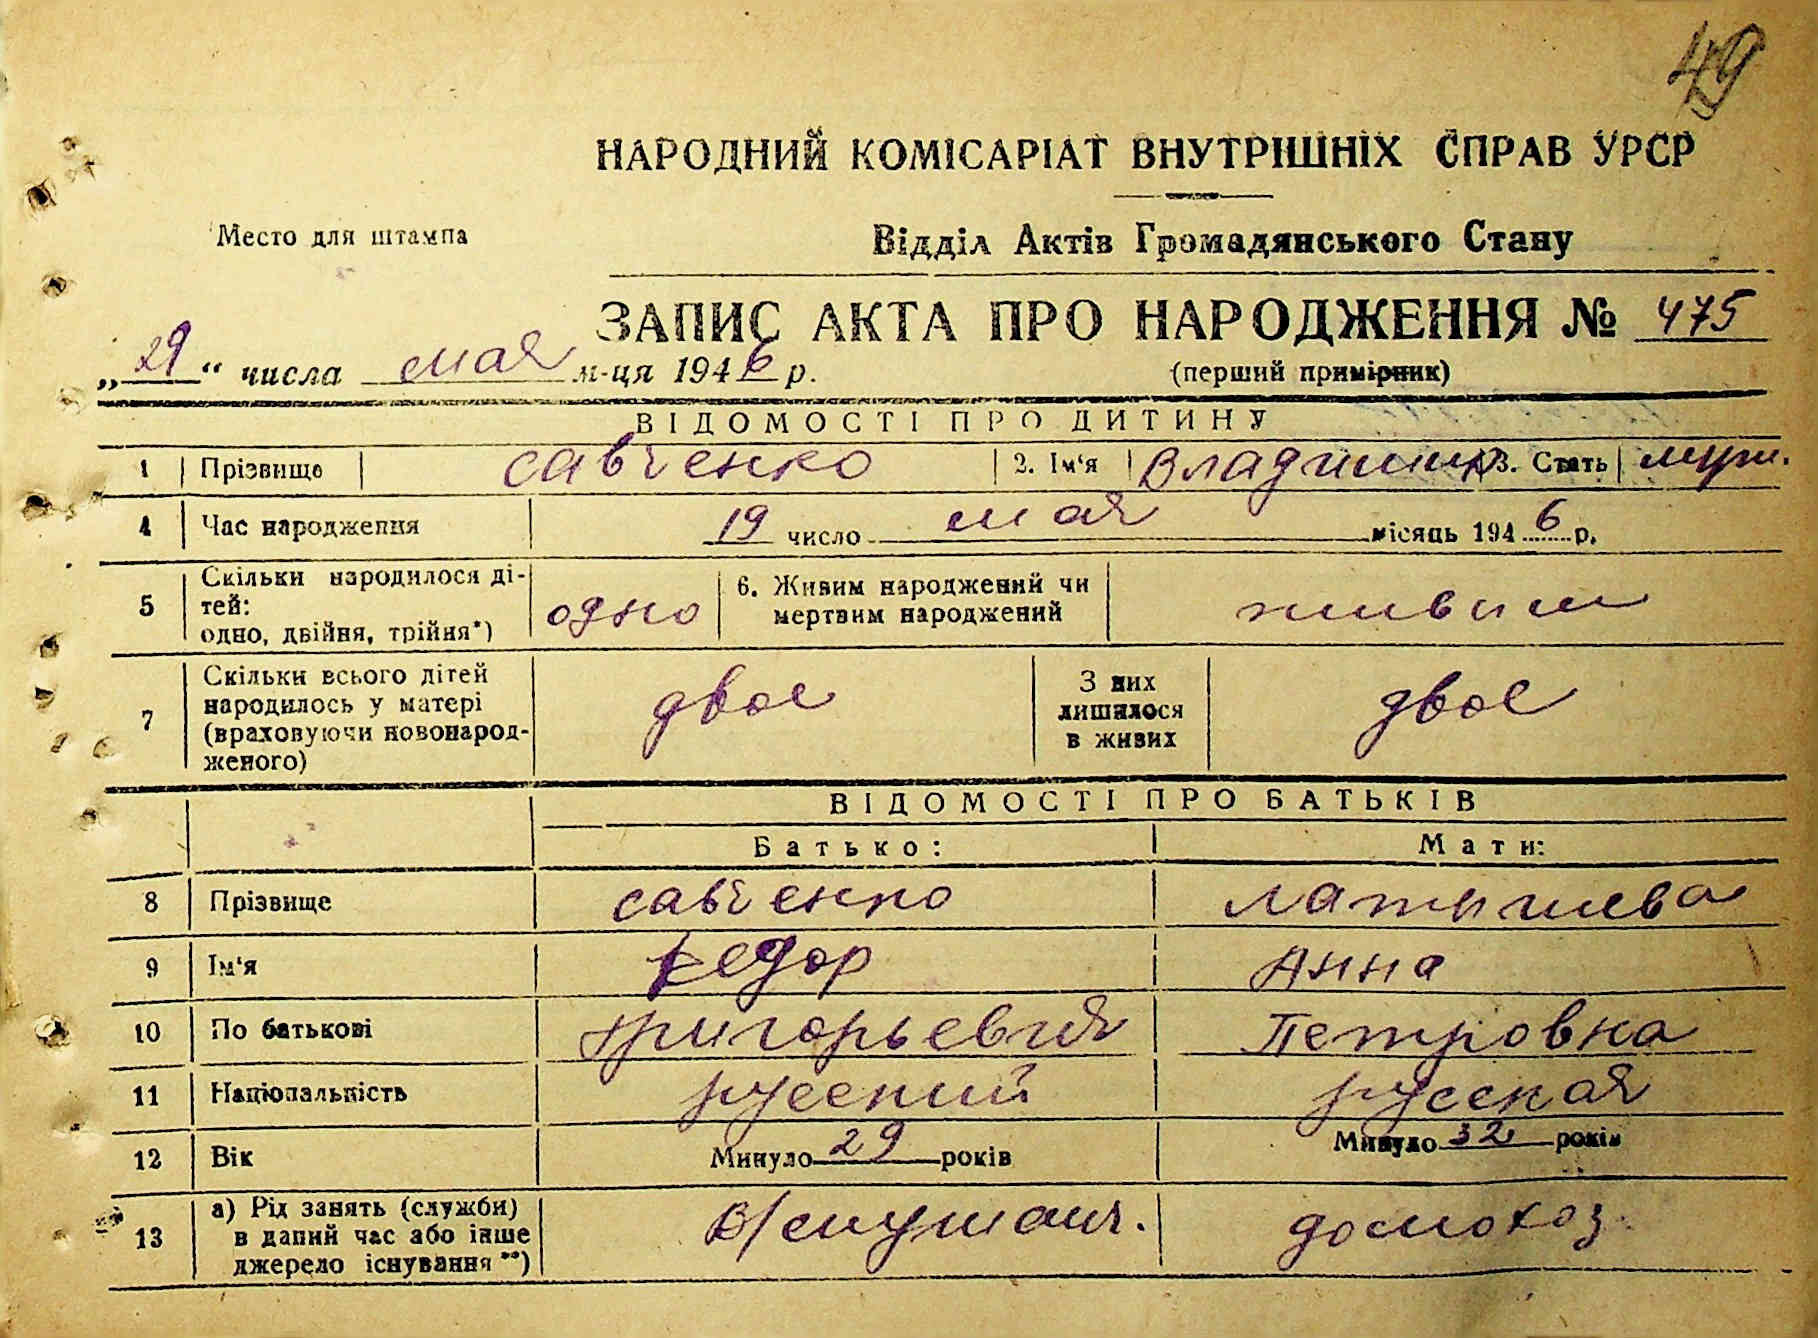 49
НАРОДНИЙ КОМІСАРІАТ ВНУТРІШНІХ СПРАВ УРСР
Место для штампа
Відділ Актів Громадянського Стану
ЗАПИС АКТА ПРО НАРОДЖЕННЯ № 475
„29“ числа мая м-ця 1946 р.
(перший примірник)
ВІДОМОСТІ ПРО ДИТИНУ
1 Прізвище савченко 2. Ім‘я Владимир 3. Стать муж.
4 Час народження 19 число мая місяць 1946 р.
5 Скільки народилося ді-
тей:
одно, двійня, трійня*) одно
6. Живим народжений чи
мертвим народжений живим
7 Скільки всього дітей
народилось у матері
(враховуючи новонарод-
женого) двое
З них
лишилося
в живих двое
ВІДОМОСТІ ПРО БАТЬКІВ
Батько: Мати:
8 Прізвище савченко латышева
9 Ім‘я Федор Анна
10 По батькові Григорьевич Петровна
11 Національність русский русская
12 Вік Минуло 29 років Минуло 32 років
13 а) Рід занять (служби)
в даний час або інше
джерело існування**) в/служащ. домохоз.